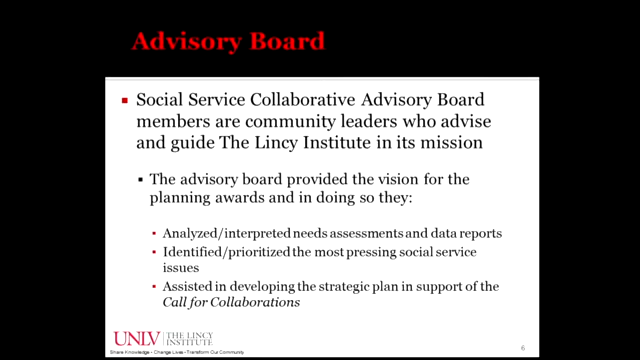 Advisory Board
Social Service Collaborative Advisory Board
members are community leaders who advise
and guide The Lincy Institute in its mission
The advisory board provided the vision for the
planning awards and in doing so they:
Analyzed/interpreted needs assessments and data reports
Identified/prioritized the most pressing social service
issues
Assisted in developing the strategic plan in support of the
Call for Collaborations
UNLV THE LINCY
INSTITUTE
Share Knowledge • Change Lives • Transform Our Community
6